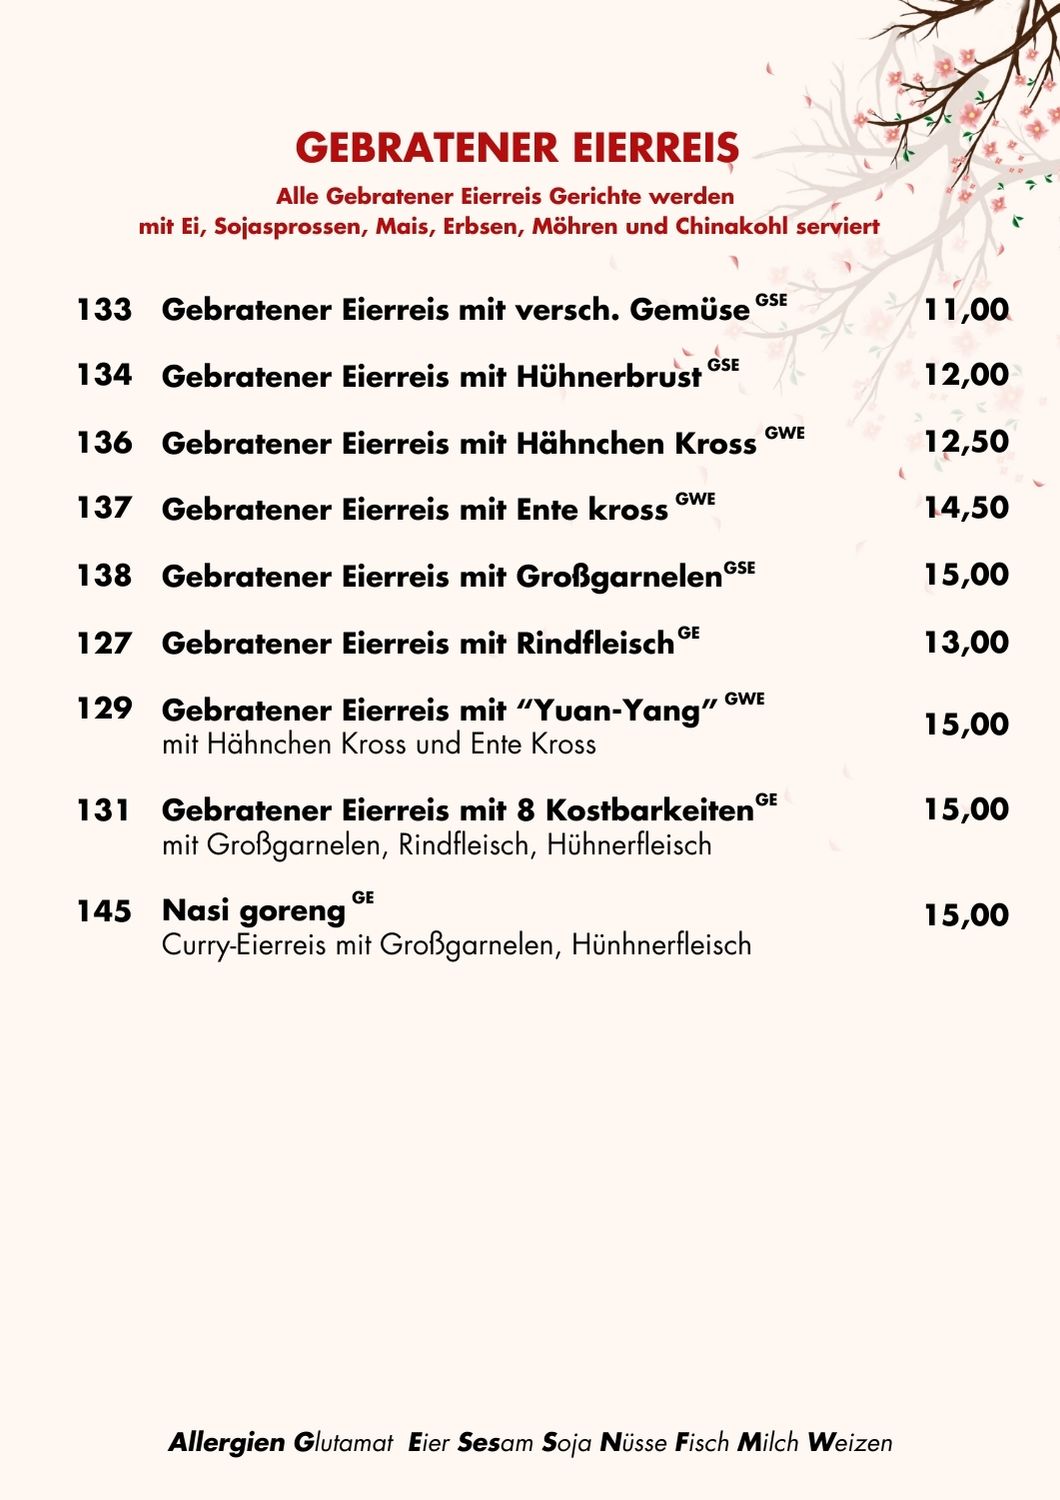 GEBRATENER EIERREIS
Alle Gebratener Eierreis Gerichte werden
mit Ei, Sojasprossen, Mais, Erbsen, Möhren und Chinakohl serviert
133 Gebratener Eierreis mit versch. Gemüse GSE 11,00
134 Gebratener Eierreis mit Hühnerbrust GSE 12,00
136 Gebratener Eierreis mit Hähnchen Kross GWE 12,50
137 Gebratener Eierreis mit Ente kross GWE 14,50
138 Gebratener Eierreis mit Großgarnelen GSE 15,00
127 Gebratener Eierreis mit Rindfleisch GE 13,00
129 Gebratener Eierreis mit “Yuan-Yang” GWE 15,00
mit Hähnchen Kross und Ente Kross
131 Gebratener Eierreis mit 8 Kostbarkeiten GE 15,00
mit Großgarnelen, Rindfleisch, Hühnerfleisch
145 Nasi goreng GE 15,00
Curry-Eierreis mit Großgarnelen, Hünhnerfleisch
Allergien Glutamat Eier Sesam Soja Nüsse Fisch Milch Weizen